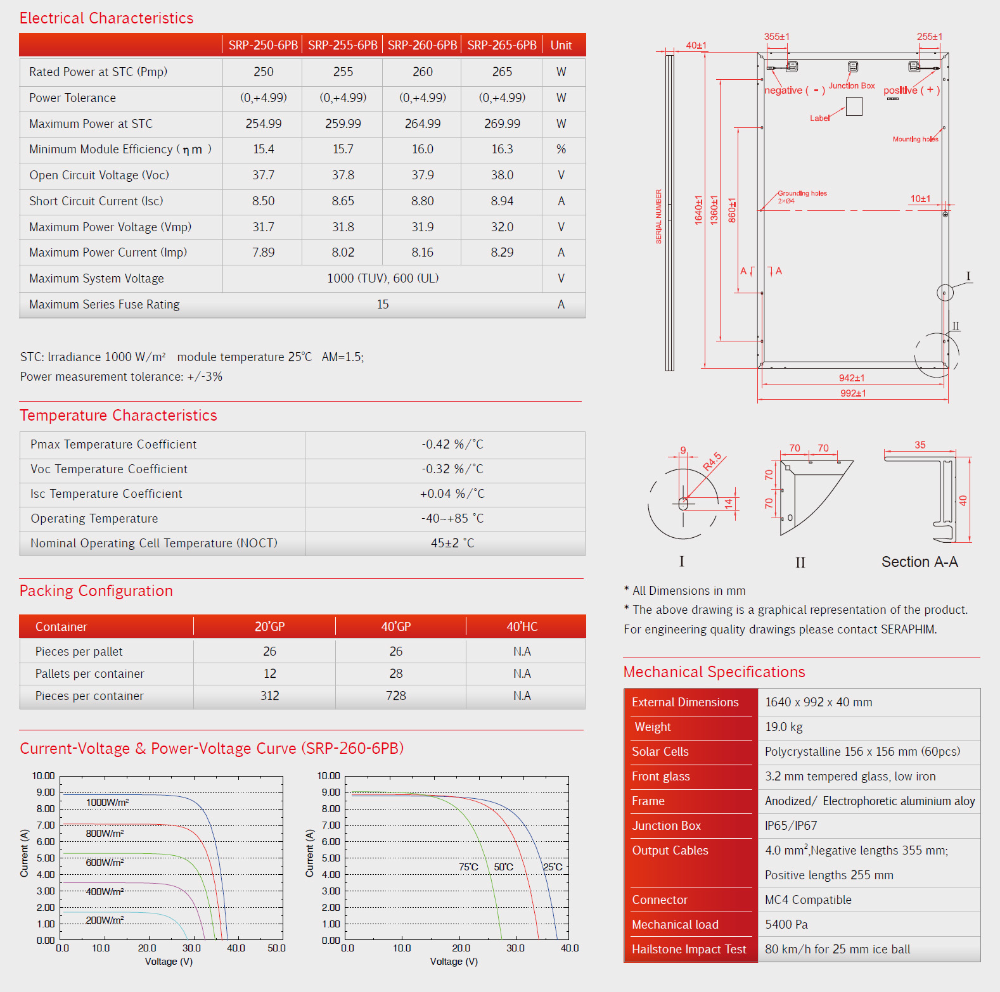 Electrical Characteristics
SRP-250-6PB SRP-255-6PB SRP-260-6PB SRP-265-6PB Unit
Rated Power at STC (Pmp) 250 255 260 265 W
Power Tolerance (0,+4.99) (0,+4.99) (0,+4.99) (0,+4.99) W
Maximum Power at STC 254.99 259.99 264.99 269.99 W
Minimum Module Efficiency ( ηm ) 15.4 15.7 16.0 16.3 %
Open Circuit Voltage (Voc) 37.7 37.8 37.9 38.0 V
Short Circuit Current (Isc) 8.50 8.65 8.80 8.94 A
Maximum Power Voltage (Vmp) 31.7 31.8 31.9 32.0 V
Maximum Power Current (Imp) 7.89 8.02 8.16 8.29 A
Maximum System Voltage 1000 (TUV), 600 (UL) V
Maximum Series Fuse Rating 15 A
STC: lrradiance 1000 W/m² module temperature 25°C AM=1.5;
Power measurement tolerance: +/-3%
Temperature Characteristics
Pmax Temperature Coefficient -0.42 %/°C
Voc Temperature Coefficient -0.32 %/°C
Isc Temperature Coefficient +0.04 %/°C
Operating Temperature -40~+85 °C
Nominal Operating Cell Temperature (NOCT) 45±2 °C
Packing Configuration
Container 20’GP 40’GP 40’HC
Pieces per pallet 26 26 N.A
Pallets per container 12 28 N.A
Pieces per container 312 728 N.A
Current-Voltage & Power-Voltage Curve (SRP-260-6PB)
10.00
9.00
8.00
7.00
6.00
5.00
4.00
3.00
2.00
1.00
0.00
Current (A)
1000W/m²
800W/m²
600W/m²
400W/m²
200W/m²
0.0 10.0 20.0 30.0 40.0 50.0
Voltage (V)
10.00
9.00
8.00
7.00
6.00
5.00
4.00
3.00
2.00
1.00
0.00
Current (A)
75°C 50°C 25°C
0.0 10.0 20.0 30.0 40.0
Voltage (V)
355±1 255±1
40±1
negative ( - ) Junction Box positive ( + )
Label
Mounting holes
SERIAL NUMBER
1640±1
1360±1
860±1
Grounding holes
2×Ø4
10±1
A A
I
II
942±1
992±1
9
R4.5
14
I
70 70
70
70
II
35
40
Section A-A
* All Dimensions in mm
* The above drawing is a graphical representation of the product.
For engineering quality drawings please contact SERAPHIM.
Mechanical Specifications
External Dimensions 1640 x 992 x 40 mm
Weight 19.0 kg
Solar Cells Polycrystalline 156 x 156 mm (60pcs)
Front glass 3.2 mm tempered glass, low iron
Frame Anodized/ Electrophoretic aluminium aloy
Junction Box IP65/IP67
Output Cables 4.0 mm²,Negative lengths 355 mm;
Positive lengths 255 mm
Connector MC4 Compatible
Mechanical load 5400 Pa
Hailstone Impact Test 80 km/h for 25 mm ice ball